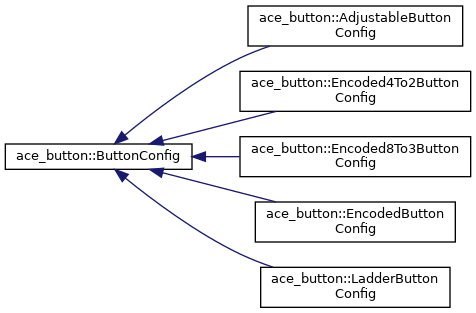 ace_button::AdjustableButton
Config
ace_button::Encoded4To2Button
Config
ace_button::ButtonConfig
ace_button::Encoded8To3Button
Config
ace_button::EncodedButton
Config
ace_button::LadderButton
Config